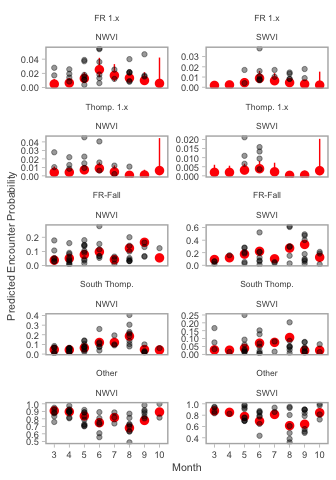 FR 1.x FR 1.x
NWVI SWVI
0.04 0.03
0.02 0.02
0.01
0.00 0.00
Thomp. 1.x Thomp. 1.x
NWVI SWVI
0.04 0.020
0.03 0.015
0.02 0.010
0.01 0.005
0.00 0.000
FR-Fall FR-Fall
NWVI SWVI
0.6
0.2 0.4
0.1 0.2
0.0 0.0
South Thomp. South Thomp.
NWVI SWVI
0.4 0.25
0.3 0.20
0.2 0.15
0.10
0.1 0.05
0.0 0.00
Other Other
NWVI SWVI
1.0 1.0
0.9
0.8 0.8
0.7 0.6
0.6 0.4
0.5
3 4 5 6 7 8 9 10 3 4 5 6 7 8 9 10
Month
Predicted Encounter Probability